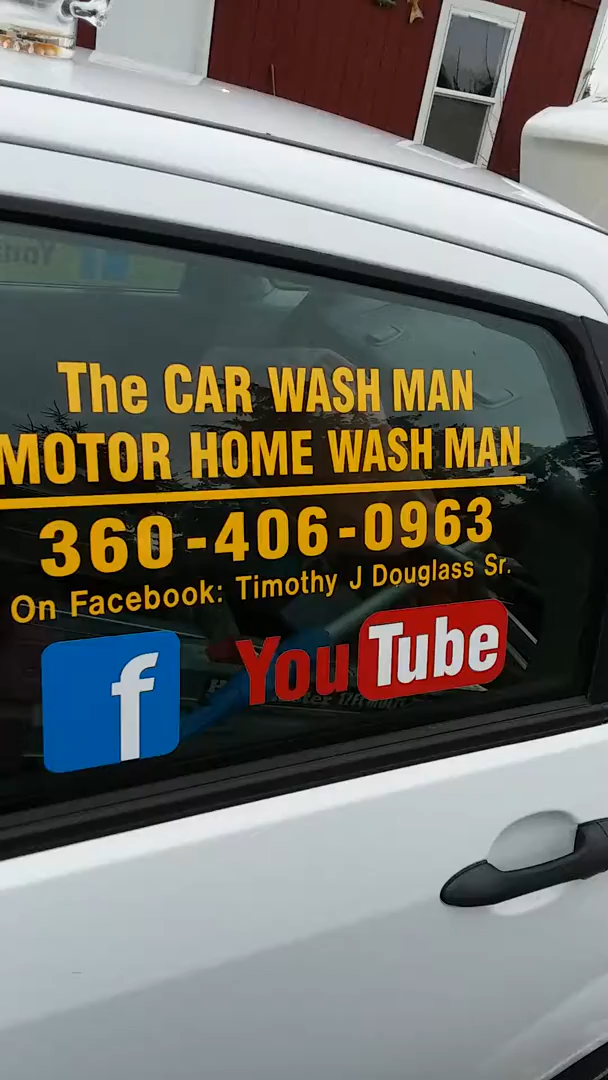 The CAR WASH MAN
MOTOR HOME WASH MAN
360-406-0963
On Facebook: Timothy J Douglass Sr.
f
YouTube